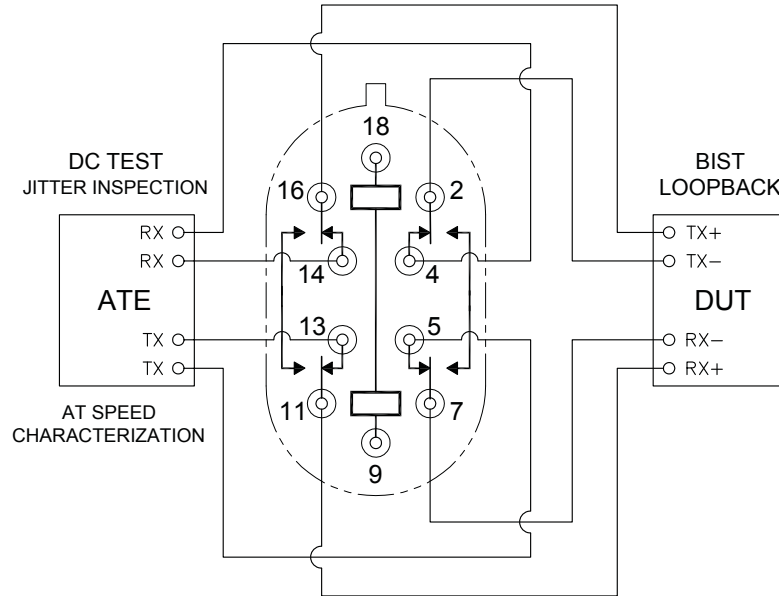 18
DC TEST
JITTER INSPECTION
16
2
BIST
LOOPBACK
RX
RX
14
4
TX+
TX-
ATE
DUT
13
5
TX
TX
RX-
RX+
11
7
AT SPEED
CHARACTERIZATION
9